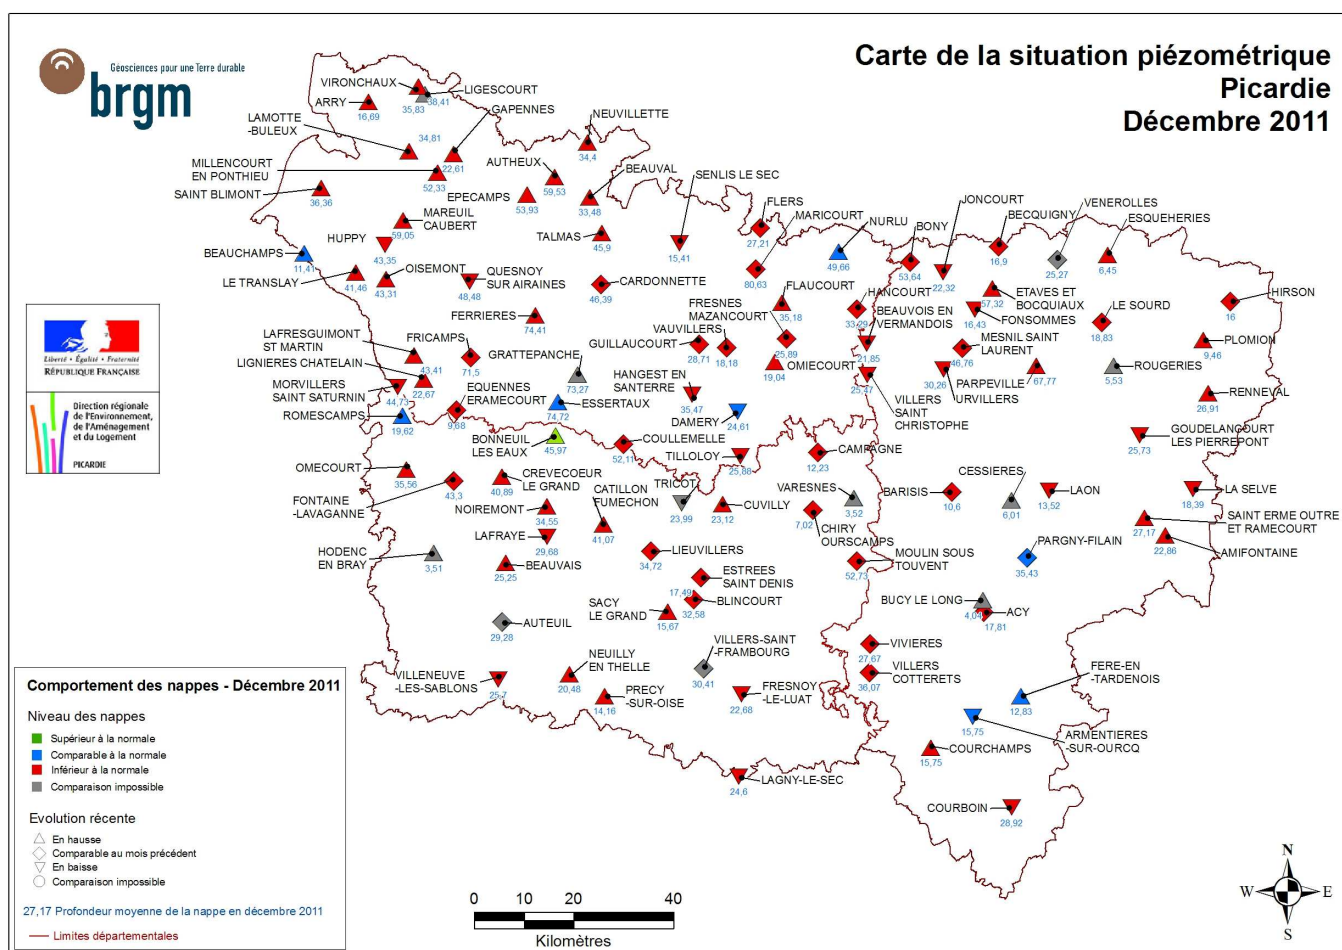 Carte de la situation piézométrique
Picardie
Décembre 2011
Géosciences pour une Terre durable
brgm
VIRONCHAUX
35,83
38,41
LIGESCOURT
ARRY
16,69
GAPENNES
22,61
LAMOTTE
-BULEUX
34,81
NEUVILLETTE
34,4
MILLENCOURT
EN PONTHIEU
52,33
AUTHEUX
59,53
BEAUVAL
33,48
SENLIS LE SEC
15,41
SAINT BLIMONT
36,36
EPECAMPS
53,93
FLERS
27,21
MARICOURT
80,63
NURLU
49,66
JONCOURT
22,32
BONY
53,64
BECQUIGNY
16,9
VENEROLLES
25,27
ESQUEHERIES
6,45
MAREUIL
CAUBERT
59,05
HUPPY
43,35
TALMAS
45,9
BEAUCHAMPS
11,41
LE TRANSLAY
41,46
OISEMONT
43,31
QUESNOY
SUR AIRAINES
48,48
CARDONNETTE
46,39
FLAUCOURT
35,18
HANCOURT
33,29
ETAVES ET
BOCQUIAUX
57,32
FONSOMMES
16,43
LE SOURD
18,83
HIRSON
16
FERRIERES
74,41
FRESNES
MAZANCOURT
25,89
BEAUVOIS EN
VERMANDOIS
21,85
LAFRESGUIMONT
ST MARTIN
43,41
FRICAMPS
71,5
GRATTEPANCHE
73,27
VAUVILLERS
18,18
GUILLAUCOURT
28,71
MESNIL SAINT
LAURENT
46,76
PLOMION
9,46
LIGNIERES CHATELAIN
22,67
OMIECOURT
19,04
HANGEST EN
SANTERRE
35,47
PARPEVILLE
67,77
ROUGERIES
5,53
URVILLERS
30,26
VILLERS
SAINT
CHRISTOPHE
25,47
RENNEVAL
26,91
MORVILLERS
SAINT SATURNIN
44,73
EQUENNES
ERAMECOURT
9,68
ESSERTAUX
74,72
DAMERY
24,61
ROMESCAMPS
19,62
BONNEUIL
LES EAUX
45,97
COULLEMELLE
52,11
TILLOLOY
25,88
CAMPAGNE
12,23
GOUDELANCOURT
LES PIERREPONT
25,73
OMECOURT
35,56
CREVECOEUR
LE GRAND
40,89
CATILLON
FUMECHON
41,07
TRICOT
23,99
CUVILLY
23,12
VARESNES
3,52
BARISIS
10,6
CESSIERES
6,01
LAON
13,52
LA SELVE
18,39
FONTAINE
-LAVAGANNE
43,3
NOIREMONT
34,55
CHIRY
OURSCAMPS
7,02
SAINT ERME OUTRE
ET RAMECOURT
27,17
AMIFONTAINE
22,86
HODENC
EN BRAY
3,51
LAFRAYE
29,68
LIEUVILLERS
34,72
MOULIN SOUS
TOUVENT
52,73
PARGNY-FILAIN
35,43
BEAUVAIS
25,25
ESTREES
SAINT DENIS
17,49
BLINCOURT
32,58
SACY
LE GRAND
15,67
BUCY LE LONG
4,04
ACY
17,81
AUTEUIL
29,28
VILLERS-SAINT
-FRAMBOURG
30,41
VIVIERES
27,67
VILLERS
COTTERETS
36,07
VILLENEUVE
-LES-SABLONS
25,7
NEUILLY
EN THELLE
20,48
PRECY
-SUR-OISE
14,16
FRESNOY
-LE-LUAT
22,68
FERE-EN
-TARDENOIS
12,83
ARMENTIERES
-SUR-OURCQ
15,75
COURCHAMPS
15,75
LAGNY-LE-SEC
24,6
COURBOIN
28,92
Liberté • Égalité • Fraternité
RÉPUBLIQUE FRANÇAISE
Direction régionale
de l'Environnement,
de l'Aménagement
et du Logement
PICARDIE
Comportement des nappes - Décembre 2011
Niveau des nappes
Supérieur à la normale
Comparable à la normale
Inférieur à la normale
Comparaison impossible
Evolution récente
En hausse
Comparable au mois précédent
En baisse
Comparaison impossible
27,17 Profondeur moyenne de la nappe en décembre 2011
Limites départementales
0 10 20 40
Kilomètres
N
W E
S